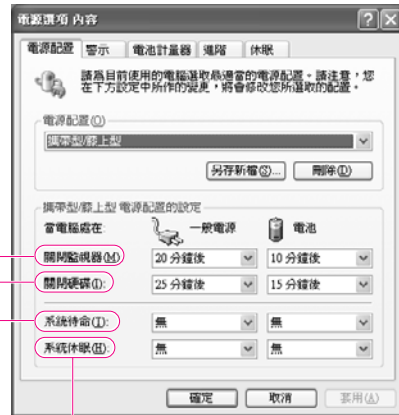 電源選項 內容
電源配置 警示 電池計量器 進階 休眠
請為目前使用的電腦選取最適當的電源配置。請注意，您
在下方設定中所作的變更，將會修改您所選取的配置。
電源配置(O)
攜帶型/膝上型
另存新檔(S)... 刪除(D)
攜帶型/膝上型 電源配置的設定
當電腦處在: 一般電源 電池
關閉監視器(M) 20 分鐘後 10 分鐘後
關閉硬碟(I): 25 分鐘後 15 分鐘後
系統待命(T): 無 無
系統休眠(H): 無 無
確定 取消 套用(A)